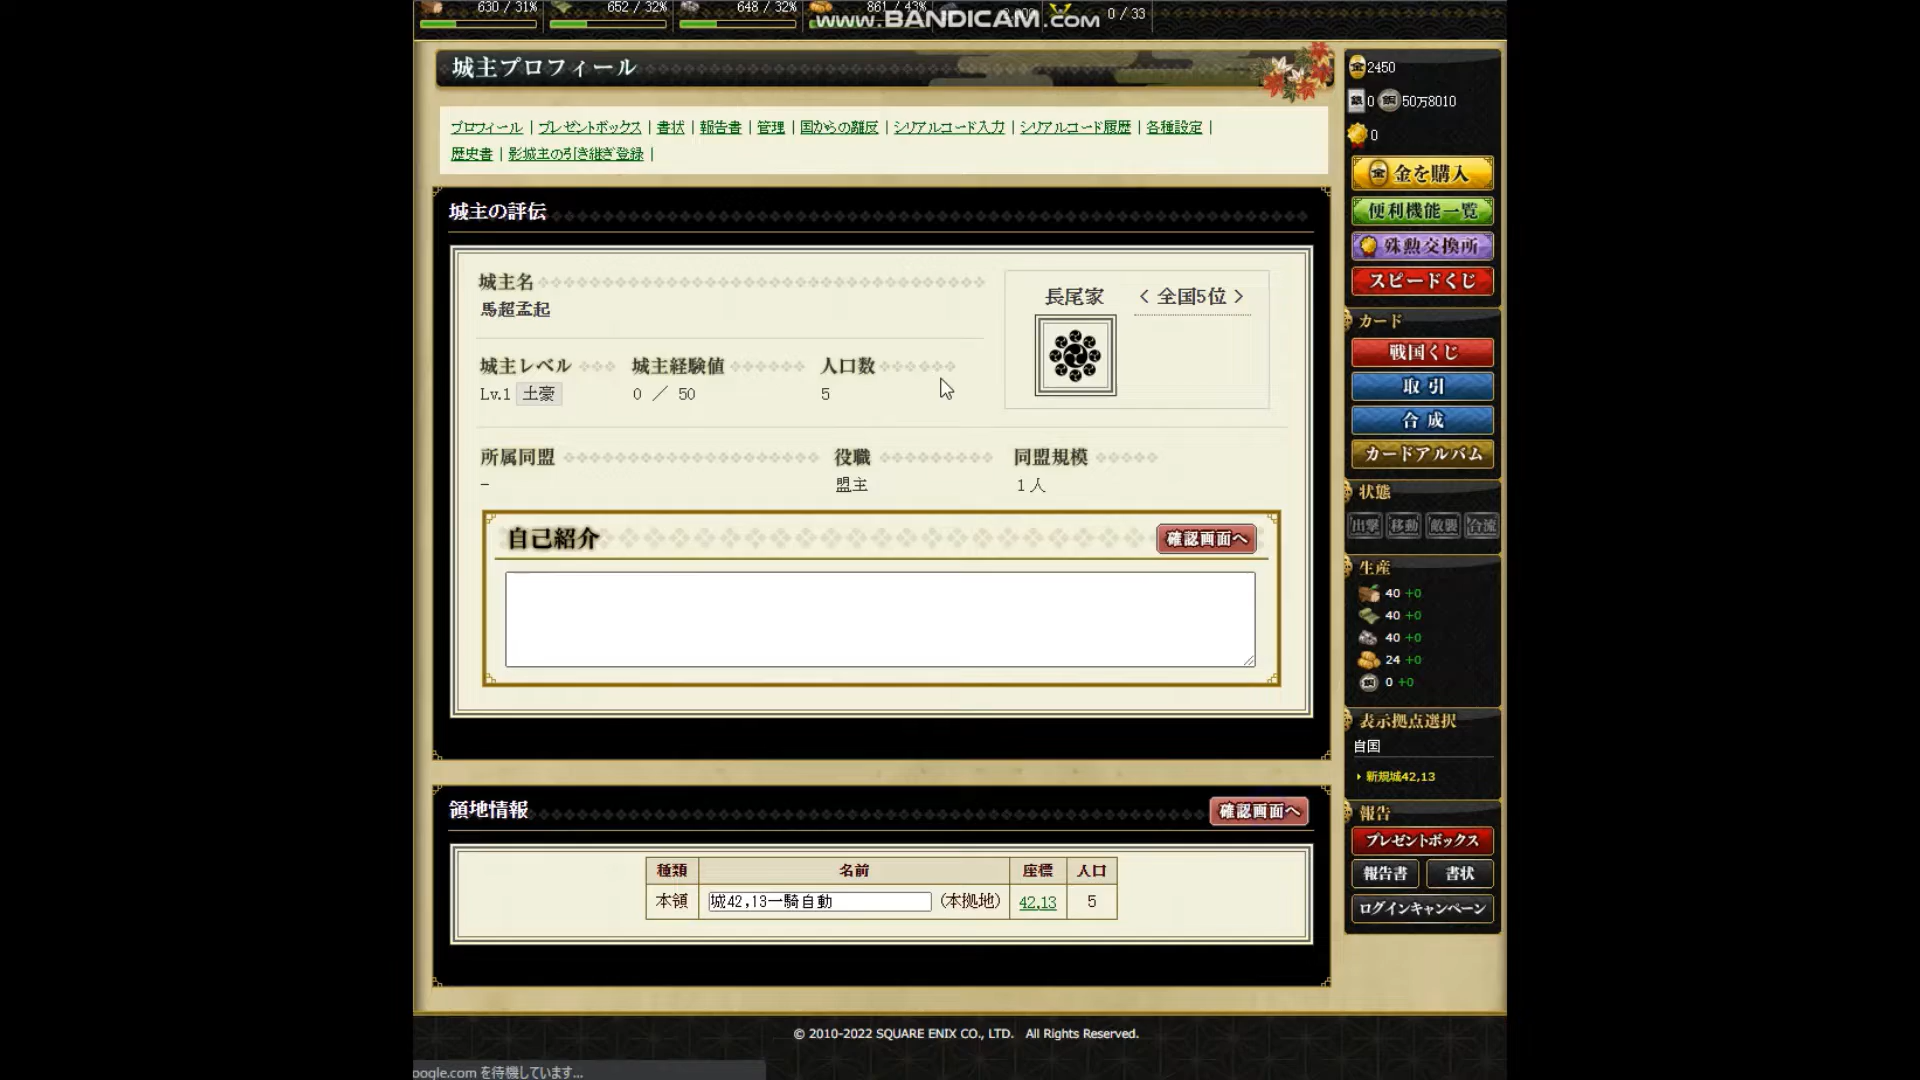 630 / 31%
652 / 32%
648 / 32%
861 / 43%
www.BANDICAM.com
0 / 33
城主プロフィール
プロフィール | プレゼントボックス | 書状 | 報告書 | 管理 | 国からの離反 | シリアルコード入力 | シリアルコード履歴 | 各種設定 |
歴史書 | 影城主の引き継ぎ登録 |
城主の評伝
城主名
馬超孟起
長尾家
< 全国5位 >
城主レベル 城主経験値 人口数
Lv.1 土豪 0 / 50 5
所属同盟 役職 同盟規模
- 盟主 1 人
自己紹介 確認画面へ
領地情報 確認画面へ
種類 名前 座標 人口
本領 城42,13一騎自動 (本拠地) 42,13 5
2450
銀 0 銅 50万8010
0
金を購入
便利機能一覧
殊勲交換所
スピードくじ
カード
戦国くじ
取引
合成
カードアルバム
状態
出撃 移動 敵襲 合流
生産
40 +0
40 +0
40 +0
24 +0
銅 0 +0
表示拠点選択
自国
新規城42,13
報告
プレゼントボックス
報告書 書状
ログインキャンペーン
© 2010-2022 SQUARE ENIX CO., LTD. All Rights Reserved.
oogle.com を待機しています...